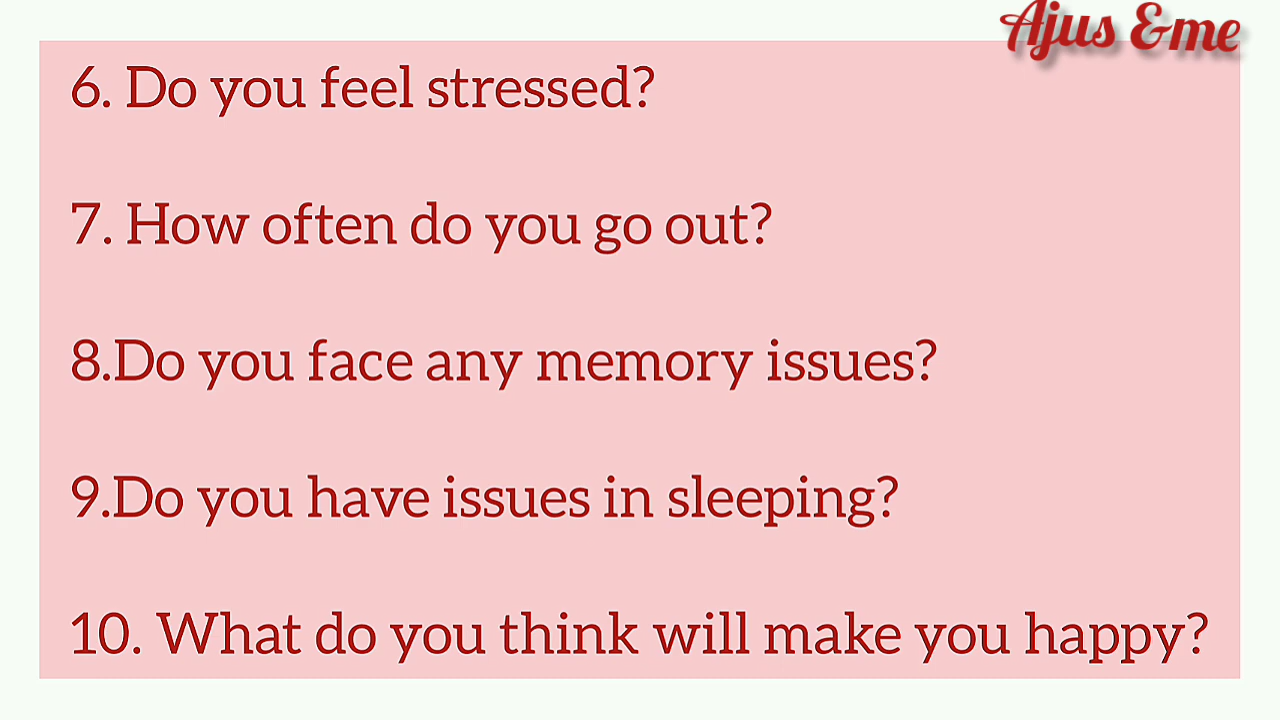 Ajus &me
6. Do you feel stressed?
7. How often do you go out?
8.Do you face any memory issues?
9.Do you have issues in sleeping?
10. What do you think will make you happy?